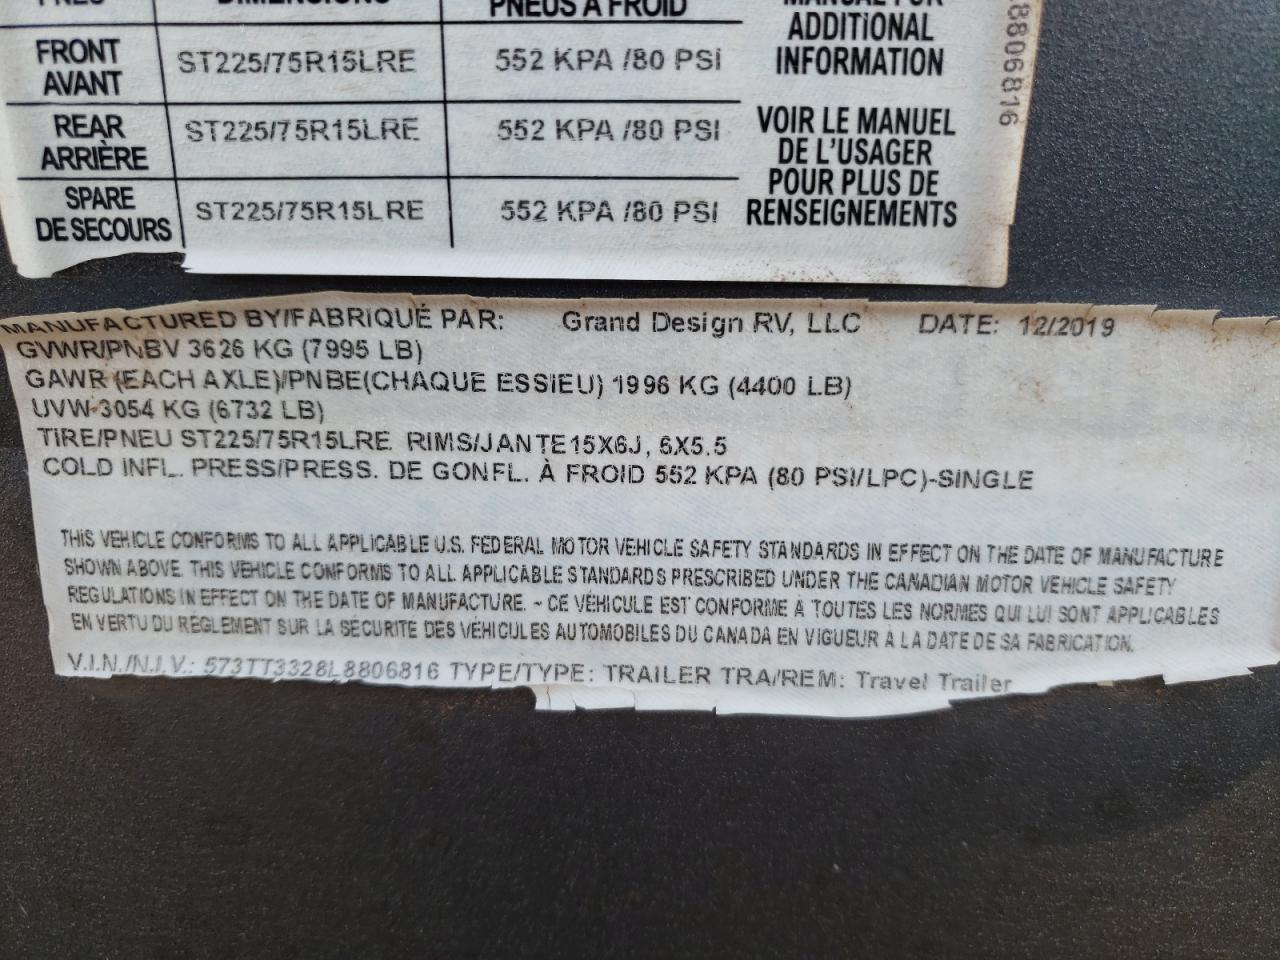 PNEUS DIMENSIONS PNEUS À FROID MANUAL FOR
ADDITIONAL
FRONT AVANT ST225/75R15LRE 552 KPA /80 PSI INFORMATION
REAR ARRIÈRE ST225/75R15LRE 552 KPA /80 PSI VOIR LE MANUEL
DE L'USAGER
POUR PLUS DE
SPARE DE SECOURS ST225/75R15LRE 552 KPA /80 PSI RENSEIGNEMENTS
8806816
MANUFACTURED BY/FABRIQUÉ PAR: Grand Design RV, LLC DATE: 12/2019
GVWR/PNBV 3626 KG (7995 LB)
GAWR (EACH AXLE)/PNBE(CHAQUE ESSIEU) 1996 KG (4400 LB)
UVW-3054 KG (6732 LB)
TIRE/PNEU ST225/75R15LRE RIMS/JANTE15X6J, 6X5.5
COLD INFL. PRESS/PRESS. DE GONFL. À FROID 552 KPA (80 PSI/LPC)-SINGLE
THIS VEHICLE CONFORMS TO ALL APPLICABLE U.S. FEDERAL MOTOR VEHICLE SAFETY STANDARDS IN EFFECT ON THE DATE OF MANUFACTURE
SHOWN ABOVE. THIS VEHICLE CONFORMS TO ALL APPLICABLE STANDARDS PRESCRIBED UNDER THE CANADIAN MOTOR VEHICLE SAFETY
REGULATIONS IN EFFECT ON THE DATE OF MANUFACTURE. - CE VÉHICULE EST CONFORME À TOUTES LES NORMES QUI LUI SONT APPLICABLES
EN VERTU DU RÈGLEMENT SUR LA SÉCURITÉ DES VÉHICULES AUTOMOBILES DU CANADA EN VIGUEUR À LA DATE DE SA FABRICATION.
V.I.N./N.I.V.: 573TT3328L8806816 TYPE/TYPE: TRAILER TRA/REM: Travel Trailer